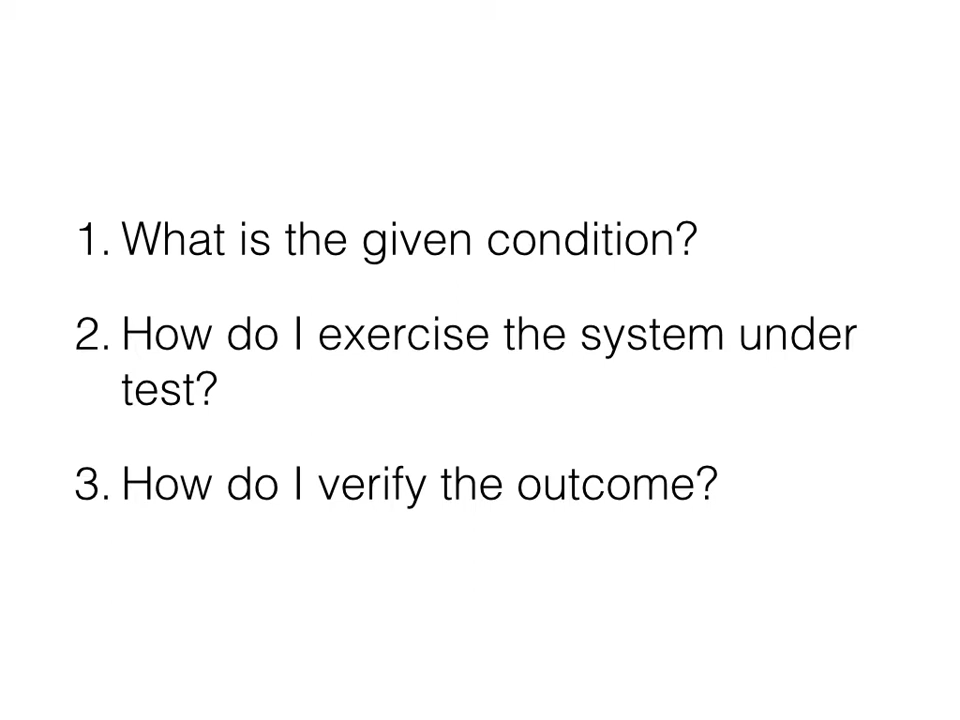 1. What is the given condition?
2. How do I exercise the system under
test?
3. How do I verify the outcome?